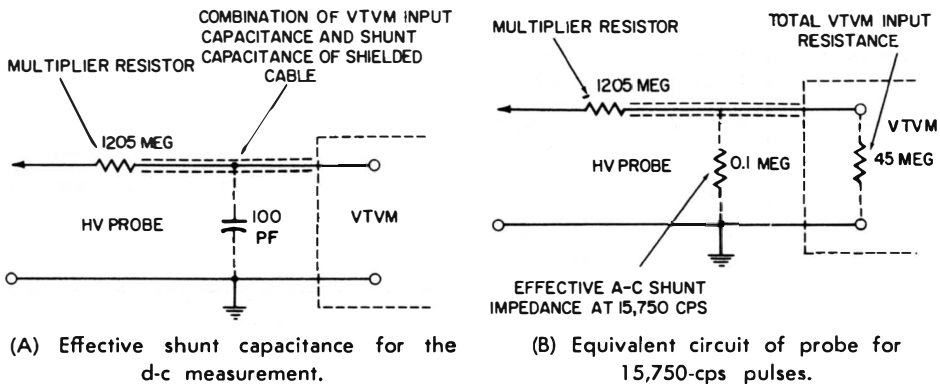 COMBINATION OF VTVM INPUT
CAPACITANCE AND SHUNT
CAPACITANCE OF SHIELDED
CABLE
MULTIPLIER RESISTOR
1205 MEG
HV PROBE
100
PF
VTVM
(A) Effective shunt capacitance for the
d-c measurement.
MULTIPLIER RESISTOR
TOTAL VTVM INPUT
RESISTANCE
1205 MEG
VTVM
HV PROBE
0.1 MEG
45 MEG
EFFECTIVE A-C SHUNT
IMPEDANCE AT 15,750 CPS
(B) Equivalent circuit of probe for
15,750-cps pulses.